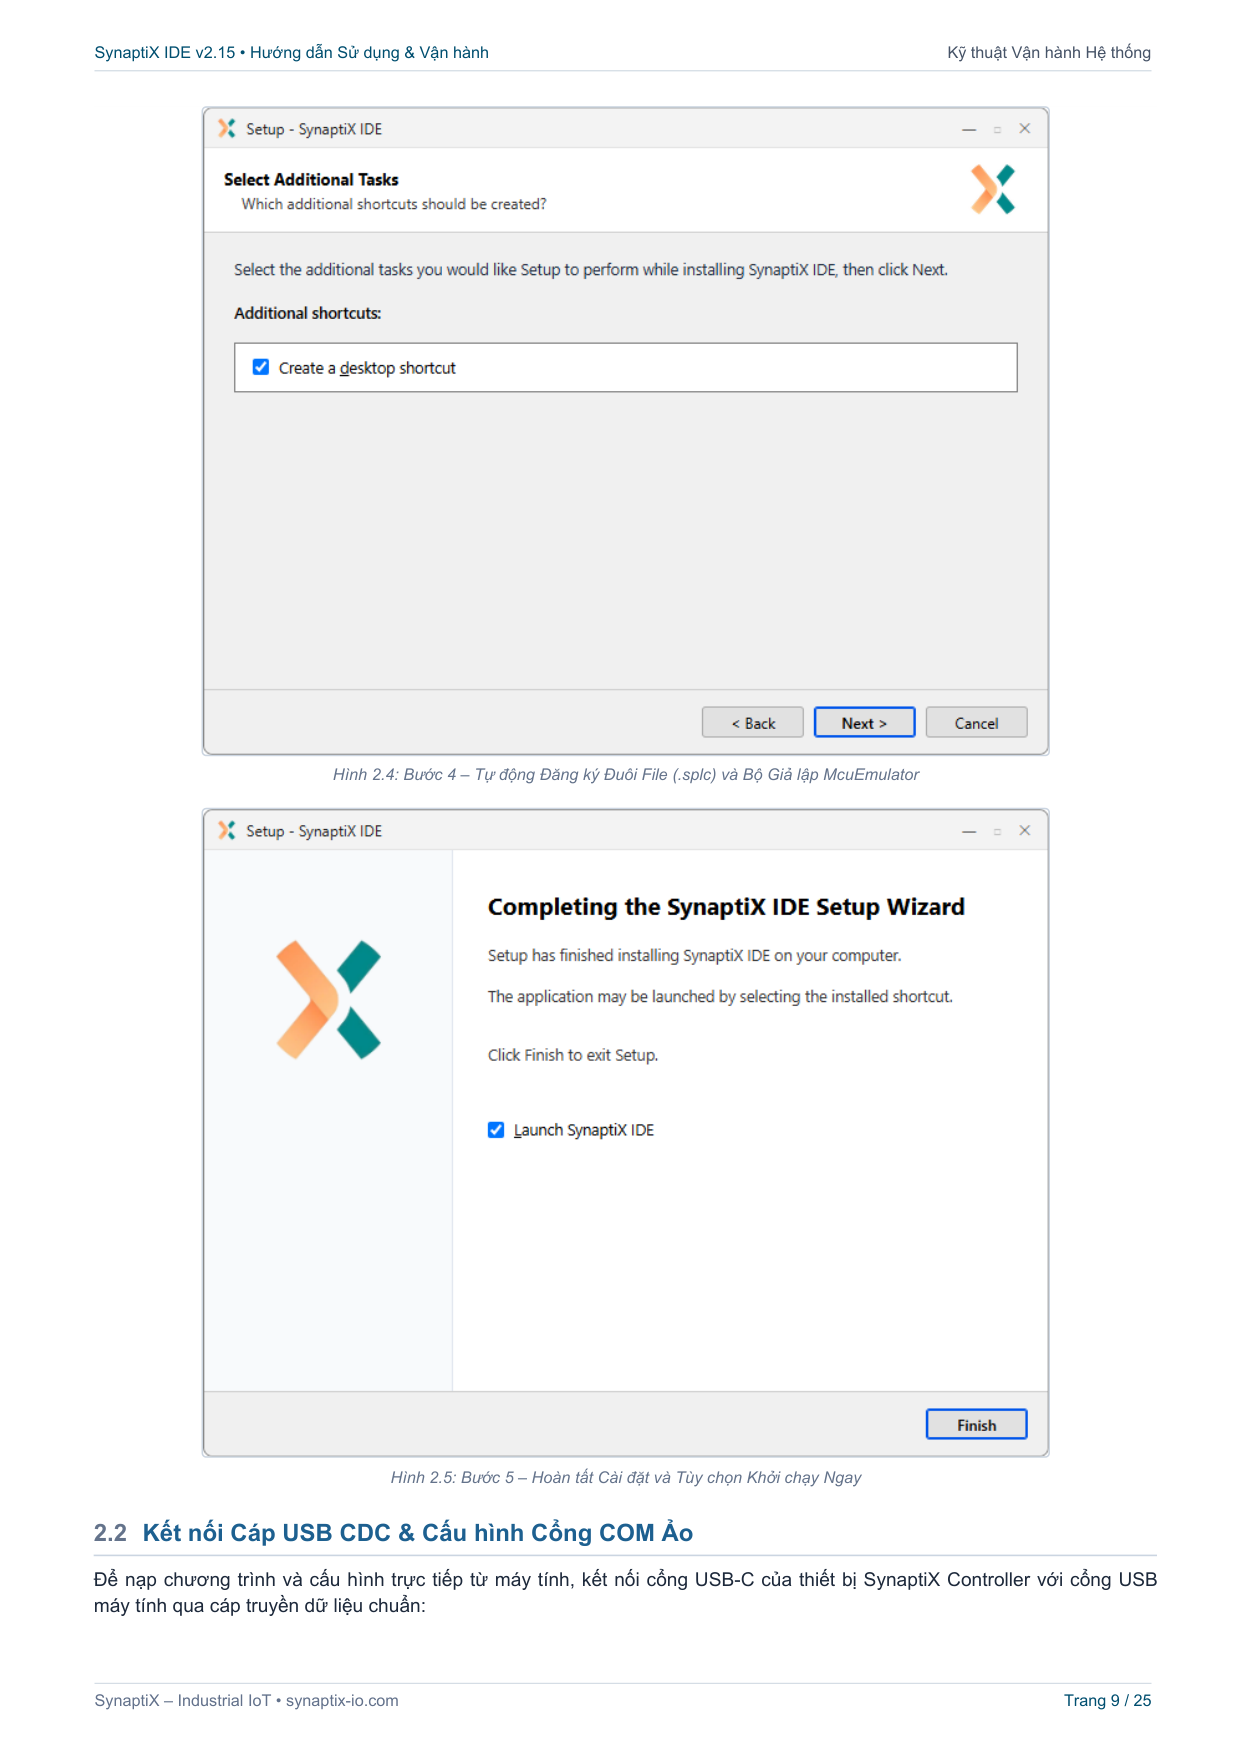 SynaptiX IDE v2.15 • Hướng dẫn Sử dụng & Vận hành
Kỹ thuật Vận hành Hệ thống
Setup - SynaptiX IDE
Select Additional Tasks
Which additional shortcuts should be created?
Select the additional tasks you would like Setup to perform while installing SynaptiX IDE, then click Next.
Additional shortcuts:
Create a desktop shortcut
< Back
Next >
Cancel
Hình 2.4: Bước 4 – Tự động Đăng ký Đuôi File (.splc) và Bộ Giả lập McuEmulator
Setup - SynaptiX IDE
Completing the SynaptiX IDE Setup Wizard
Setup has finished installing SynaptiX IDE on your computer.
The application may be launched by selecting the installed shortcut.
Click Finish to exit Setup.
Launch SynaptiX IDE
Finish
Hình 2.5: Bước 5 – Hoàn tất Cài đặt và Tùy chọn Khởi chạy Ngay
2.2 Kết nối Cáp USB CDC & Cấu hình Cổng COM Ảo
Để nạp chương trình và cấu hình trực tiếp từ máy tính, kết nối cổng USB-C của thiết bị SynaptiX Controller với cổng USB
máy tính qua cáp truyền dữ liệu chuẩn:
SynaptiX – Industrial IoT • synaptix-io.com
Trang 9 / 25